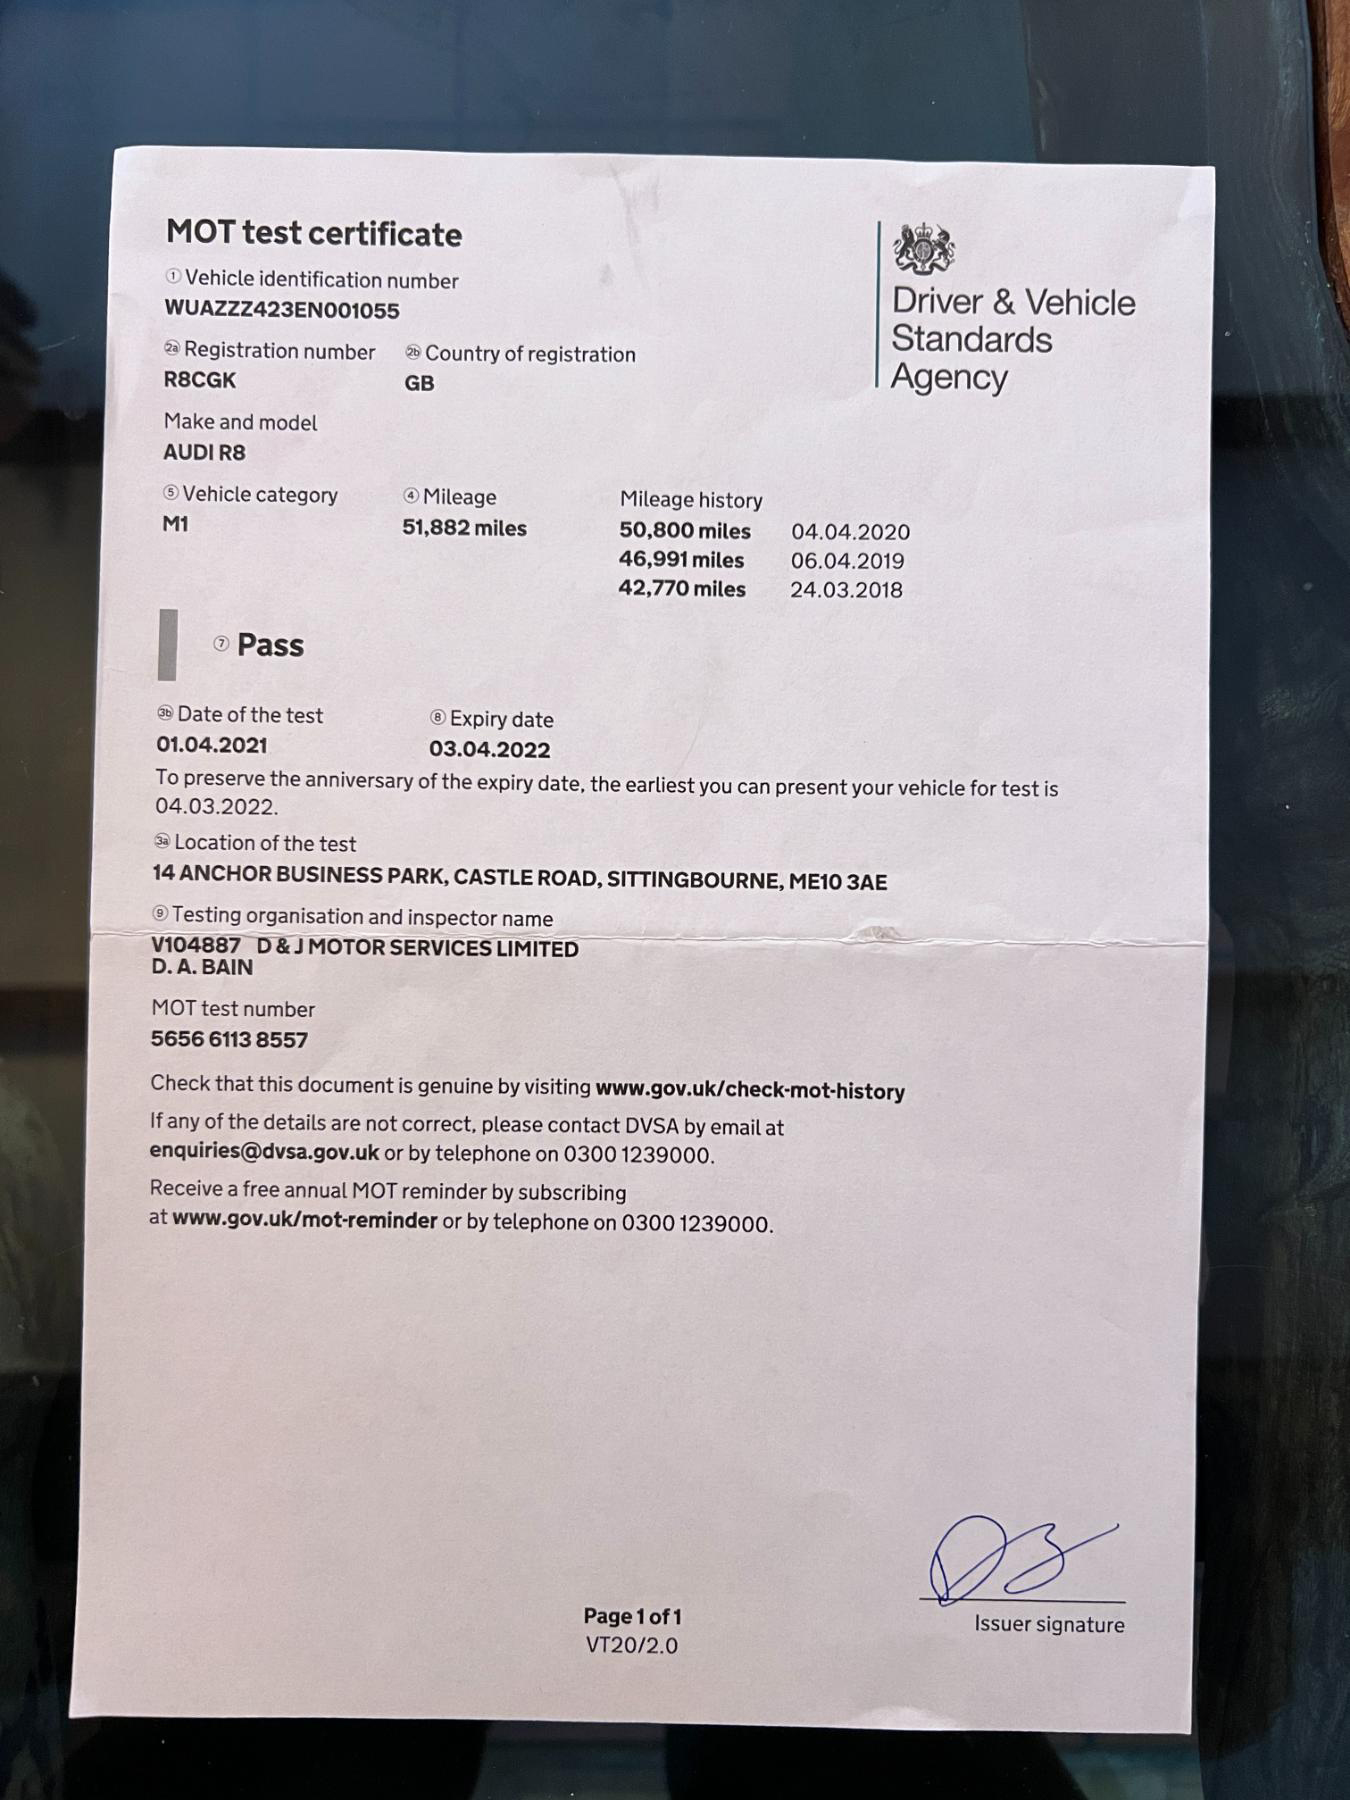 MOT test certificate
① Vehicle identification number
WUAZZZ423EN001055
2a Registration number 2b Country of registration
R8CGK GB
Make and model
AUDI R8
⑤ Vehicle category ④ Mileage Mileage history
M1 51,882 miles 50,800 miles 04.04.2020
46,991 miles 06.04.2019
42,770 miles 24.03.2018
⑦ Pass
3b Date of the test ⑧ Expiry date
01.04.2021 03.04.2022
To preserve the anniversary of the expiry date, the earliest you can present your vehicle for test is
04.03.2022.
3a Location of the test
14 ANCHOR BUSINESS PARK, CASTLE ROAD, SITTINGBOURNE, ME10 3AE
⑨ Testing organisation and inspector name
V104887 D & J MOTOR SERVICES LIMITED
D. A. BAIN
MOT test number
5656 6113 8557
Check that this document is genuine by visiting www.gov.uk/check-mot-history
If any of the details are not correct, please contact DVSA by email at
enquiries@dvsa.gov.uk or by telephone on 0300 1239000.
Receive a free annual MOT reminder by subscribing
at www.gov.uk/mot-reminder or by telephone on 0300 1239000.
Driver & Vehicle
Standards
Agency
Issuer signature
Page 1 of 1
VT20/2.0